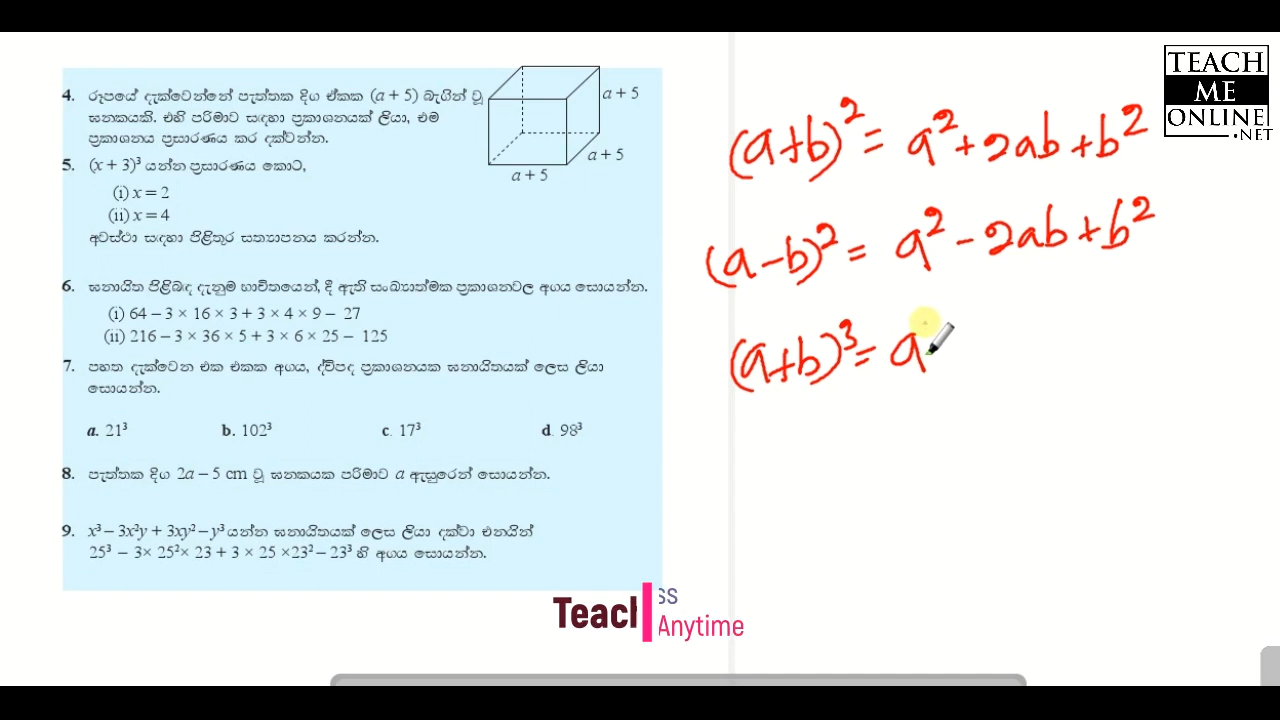 4. රූපයේ දැක්වෙන්නේ පැත්තක දිග ඒකක (a + 5) බැගින් වූ
ඝනකයකි. එහි පරිමාව සඳහා ප්‍රකාශනයක් ලියා, එම
ප්‍රකාශනය ප්‍රසාරණය කර දක්වන්න.
a + 5
a + 5
a + 5
5. (x + 3)³ යන්න ප්‍රසාරණය කොට,
(i) x = 2
(ii) x = 4
අවස්ථා සඳහා පිළිතුර සත්‍යාපනය කරන්න.
6. ඝනායිත පිළිබඳ දැනුම භාවිතයෙන්, දී ඇති සංඛ්‍යාත්මක ප්‍රකාශනවල අගය සොයන්න.
(i) 64 – 3 × 16 × 3 + 3 × 4 × 9 – 27
(ii) 216 – 3 × 36 × 5 + 3 × 6 × 25 – 125
7. පහත දැක්වෙන එක එකක අගය, ද්විපද ප්‍රකාශනයක ඝනායිතයක් ලෙස ලියා
සොයන්න.
a. 21³ b. 102³ c. 17³ d. 98³
8. පැත්තක දිග 2a – 5 cm වූ ඝනකයක පරිමාව a ඇසුරෙන් සොයන්න.
9. x³ – 3x²y + 3xy² – y³ යන්න ඝනායිතයක් ලෙස ලියා දක්වා එනයින්
25³ – 3× 25²× 23 + 3 × 25 ×23² – 23³ හි අගය සොයන්න.
(a+b)² = a² + 2ab + b²
(a-b)² = a² - 2ab + b²
(a+b)³ = a
TEACH
ME
ONLINE
.NET
ss
Anytime